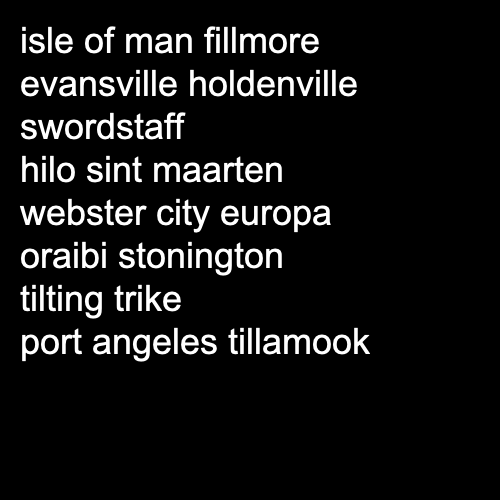 isle of man fillmore
evansville holdenville
swordstaff
hilo sint maarten
webster city europa
oraibi stonington
tilting trike
port angeles tillamook